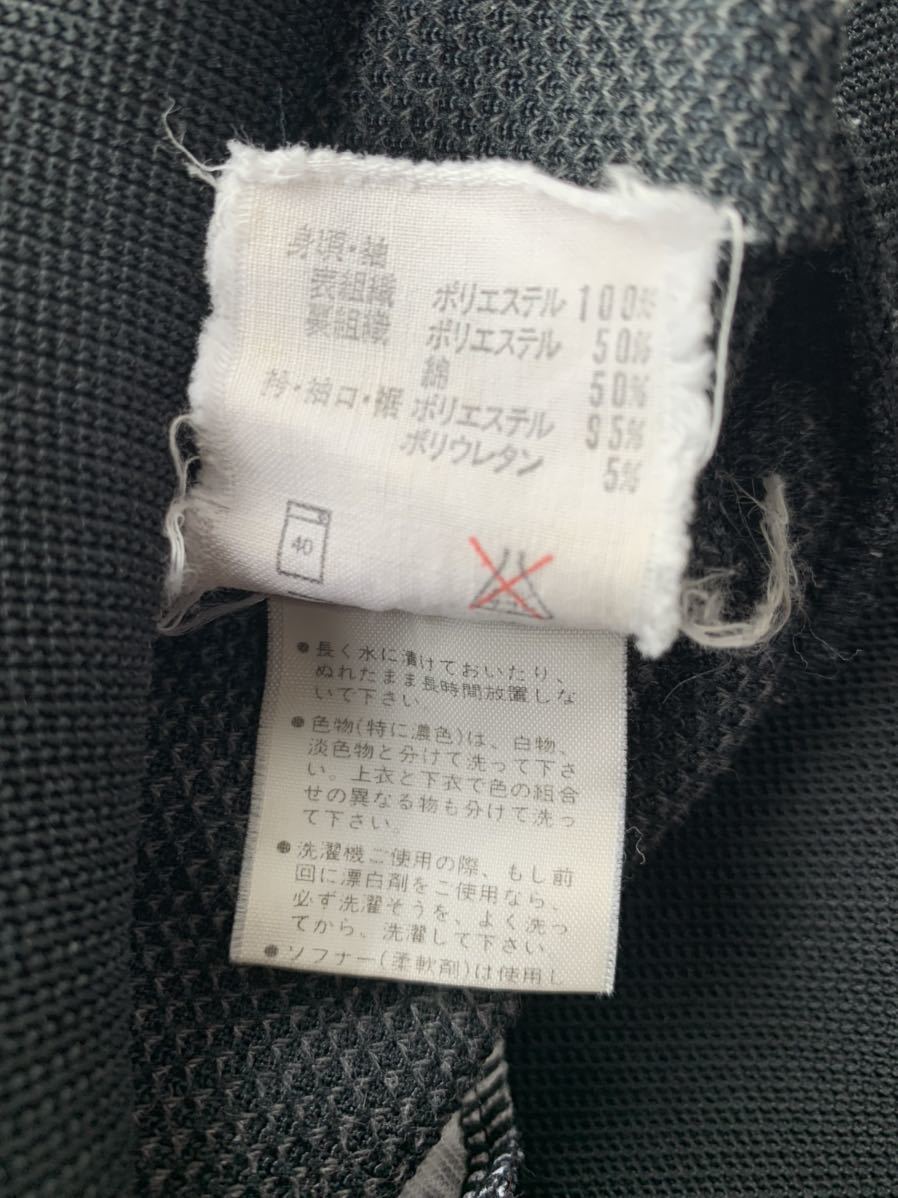 身頃・袖
表組織 ポリエステル 100%
裏組織 ポリエステル 50%
綿 50%
衿・袖口・裾 ポリエステル 95%
ポリウレタン 5%
40
●長く水に漬けておいたり、
ぬれたまま長時間放置しな
いで下さい。
●色物(特に濃色)は、白物、
淡色物と分けて洗って下さ
い。上衣と下衣で色の組合
せの異なる物も分けて洗っ
て下さい。
●洗濯機ご使用の際、もし前
回に漂白剤をご使用なら、
必ず洗濯そうを、よく洗っ
てから、洗濯して下さい。
●ソフナー(柔軟剤)は使用し